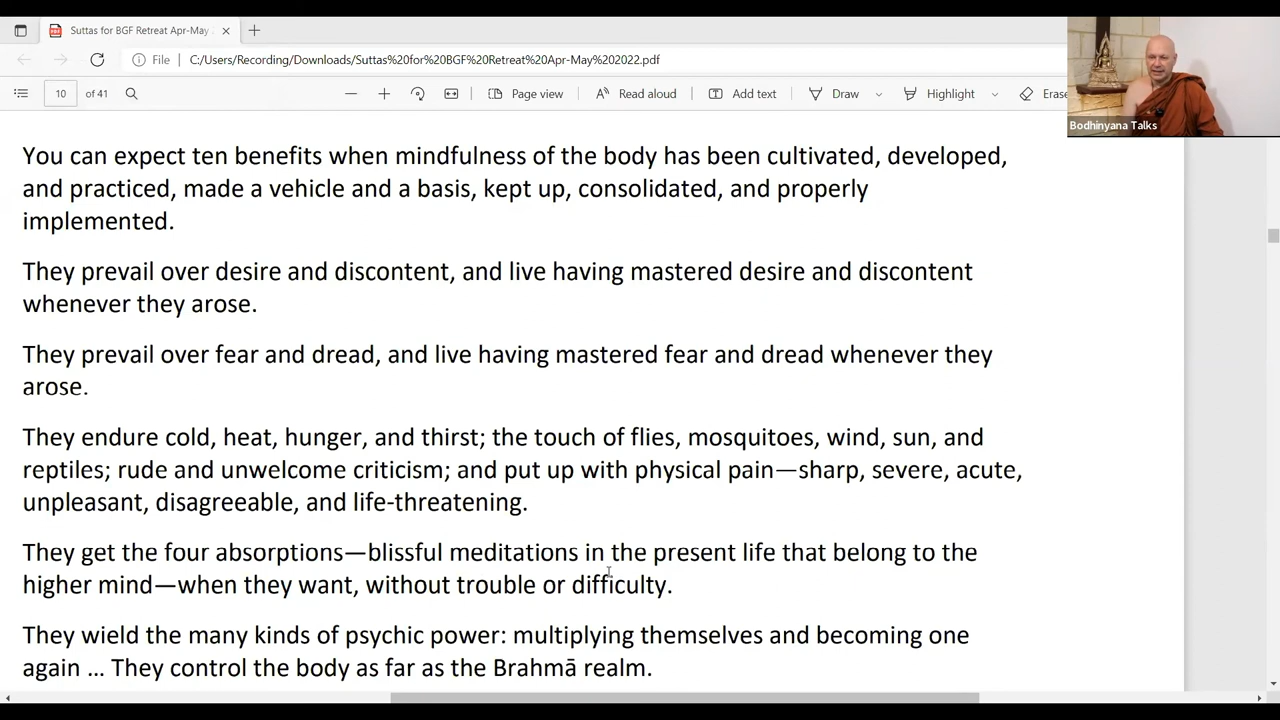 Suttas for BGF Retreat Apr-May
File C:/Users/Recording/Downloads/Suttas%20for%20BGF%20Retreat%20Apr-May%202022.pdf
10 of 41 Page view Read aloud Add text Draw Highlight Erase
Bodhinyana Talks
You can expect ten benefits when mindfulness of the body has been cultivated, developed,
and practiced, made a vehicle and a basis, kept up, consolidated, and properly
implemented.
They prevail over desire and discontent, and live having mastered desire and discontent
whenever they arose.
They prevail over fear and dread, and live having mastered fear and dread whenever they
arose.
They endure cold, heat, hunger, and thirst; the touch of flies, mosquitoes, wind, sun, and
reptiles; rude and unwelcome criticism; and put up with physical pain—sharp, severe, acute,
unpleasant, disagreeable, and life-threatening.
They get the four absorptions—blissful meditations in the present life that belong to the
higher mind—when they want, without trouble or difficulty.
They wield the many kinds of psychic power: multiplying themselves and becoming one
again … They control the body as far as the Brahmā realm.